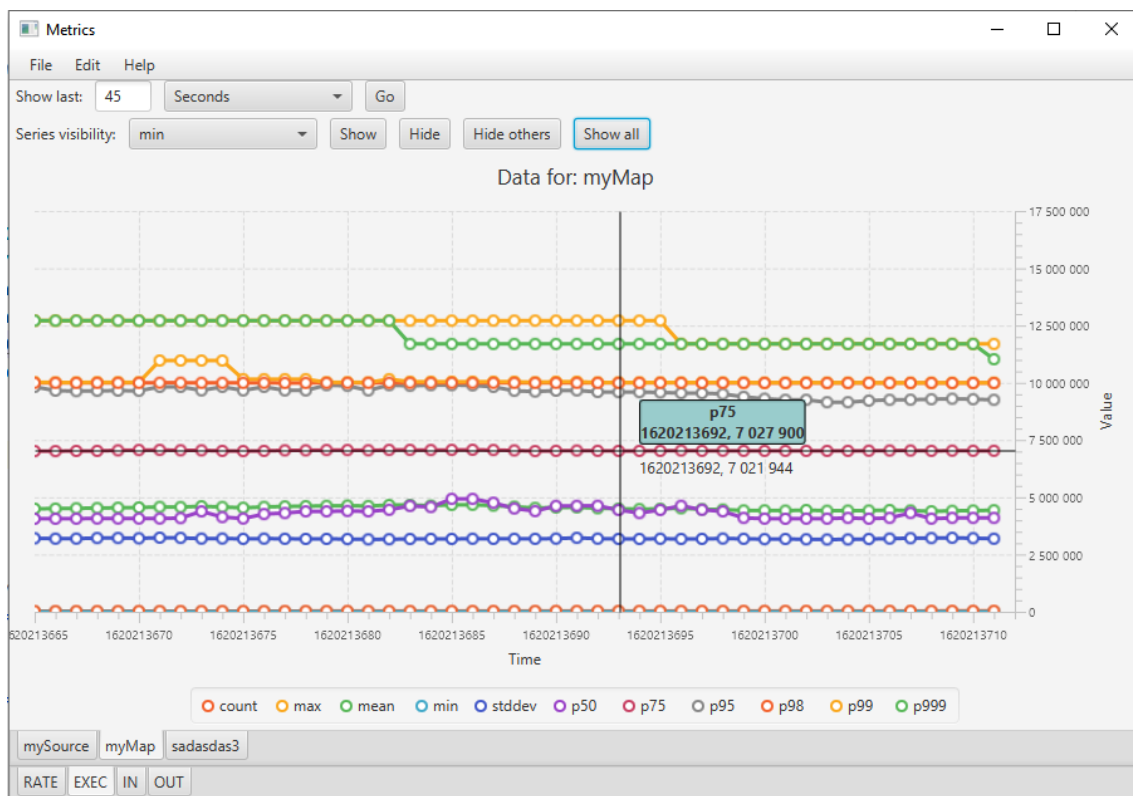 Metrics
File Edit Help
Show last: 45 Seconds Go
Series visibility: min Show Hide Hide others Show all
Data for: myMap
17 500 000
15 000 000
12 500 000
10 000 000
7 500 000
5 000 000
2 500 000
0
Value
p75
1620213692, 7 027 900
1620213692, 7 021 944
620213665 1620213670 1620213675 1620213680 1620213685 1620213690 1620213695 1620213700 1620213705 1620213710
Time
count max mean min stddev p50 p75 p95 p98 p99 p999
mySource myMap sadasdas3
RATE EXEC IN OUT